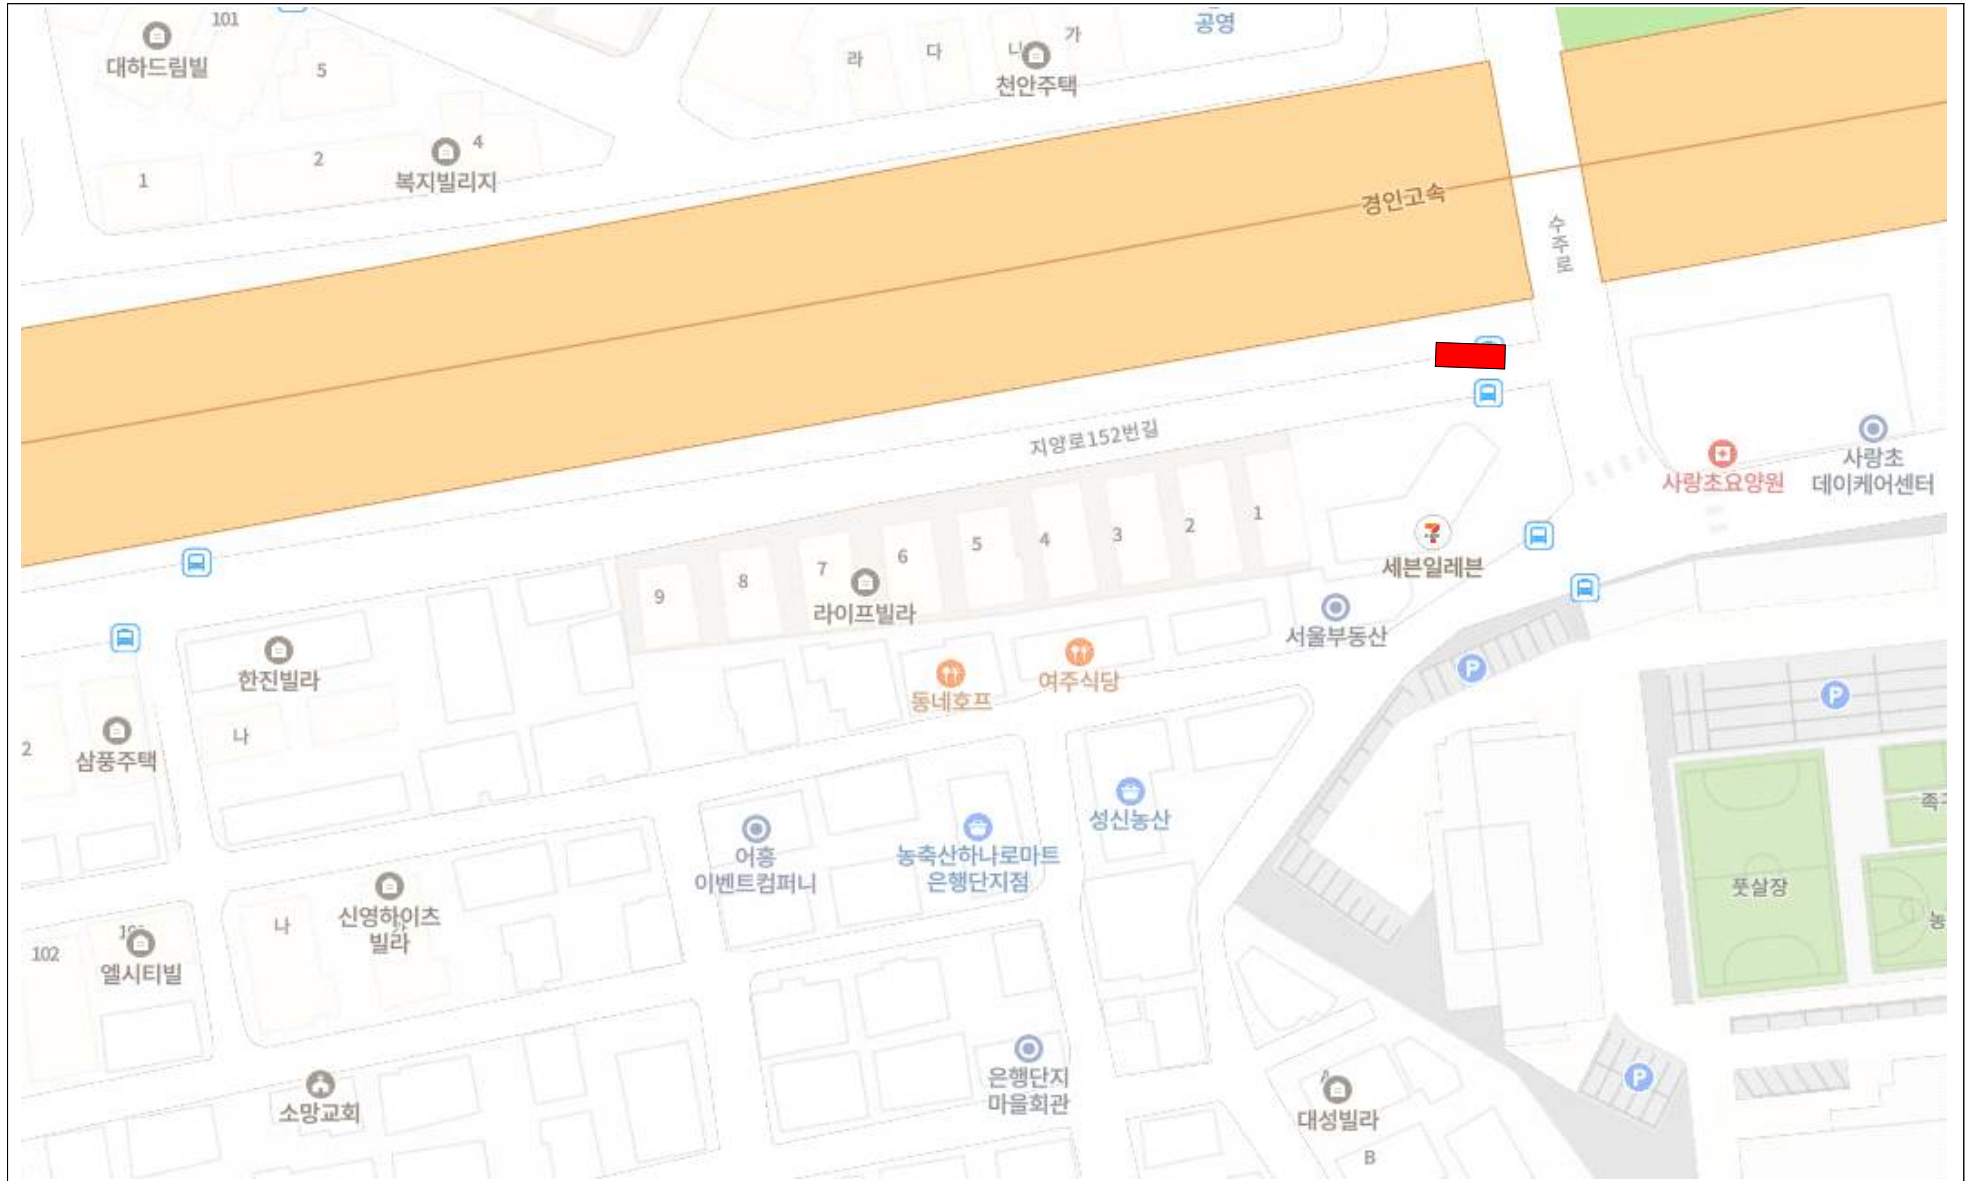 101
대하드림빌
5
라
다
나
가
천안주택
공영
1
2
4
복지빌리지
경인고속
수주로
지양로152번길
사랑초요양원
사랑초
데이케어센터
9
8
7
6
5
4
3
2
1
라이프빌라
세븐일레븐
서울부동산
한진빌라
동네호프
여주식당
P
P
2
삼풍주택
나
성신농산
어흥
이벤트컴퍼니
농축산하나로마트
은행단지점
족구
풋살장
농
102
엘시티빌
나
신영하이츠
빌라
소망교회
은행단지
마을회관
대성빌라
B
P